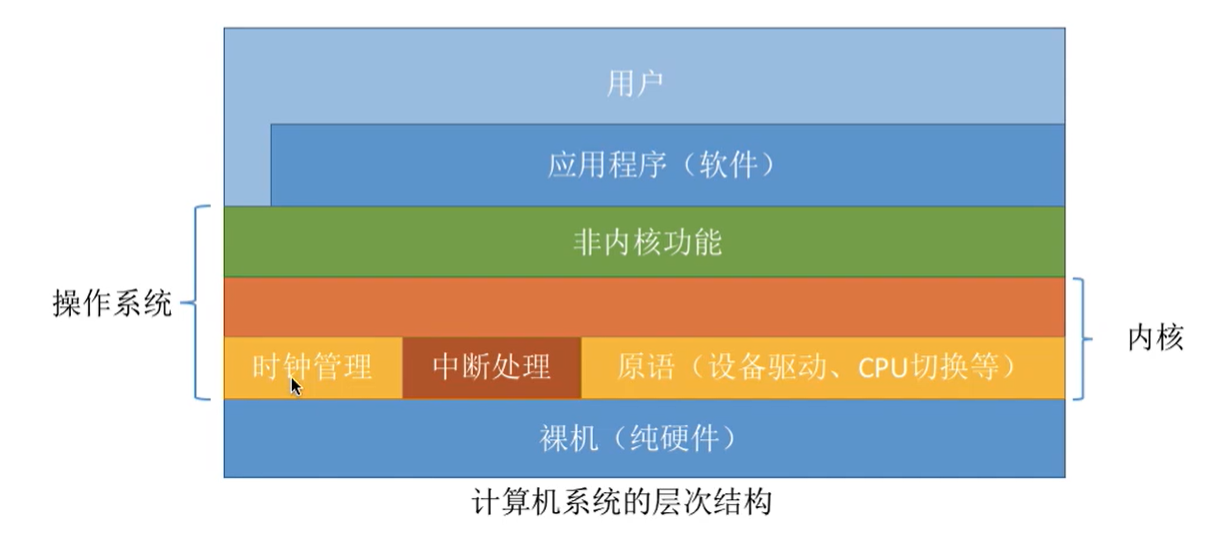 用户
应用程序（软件）
非内核功能
操作系统
内核
时钟管理 中断处理 原语（设备驱动、CPU切换等）
裸机（纯硬件）
计算机系统的层次结构